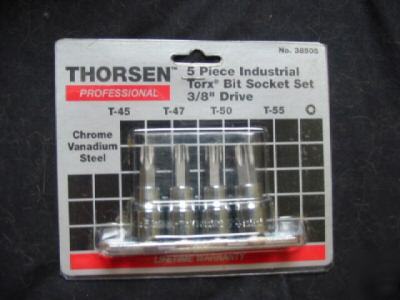 No. 38505
THORSEN™
PROFESSIONAL
5 Piece Industrial
Torx® Bit Socket Set
3/8" Drive
T-45 T-47 T-50 T-55
Chrome
Vanadium
Steel
LIFETIME WARRANTY